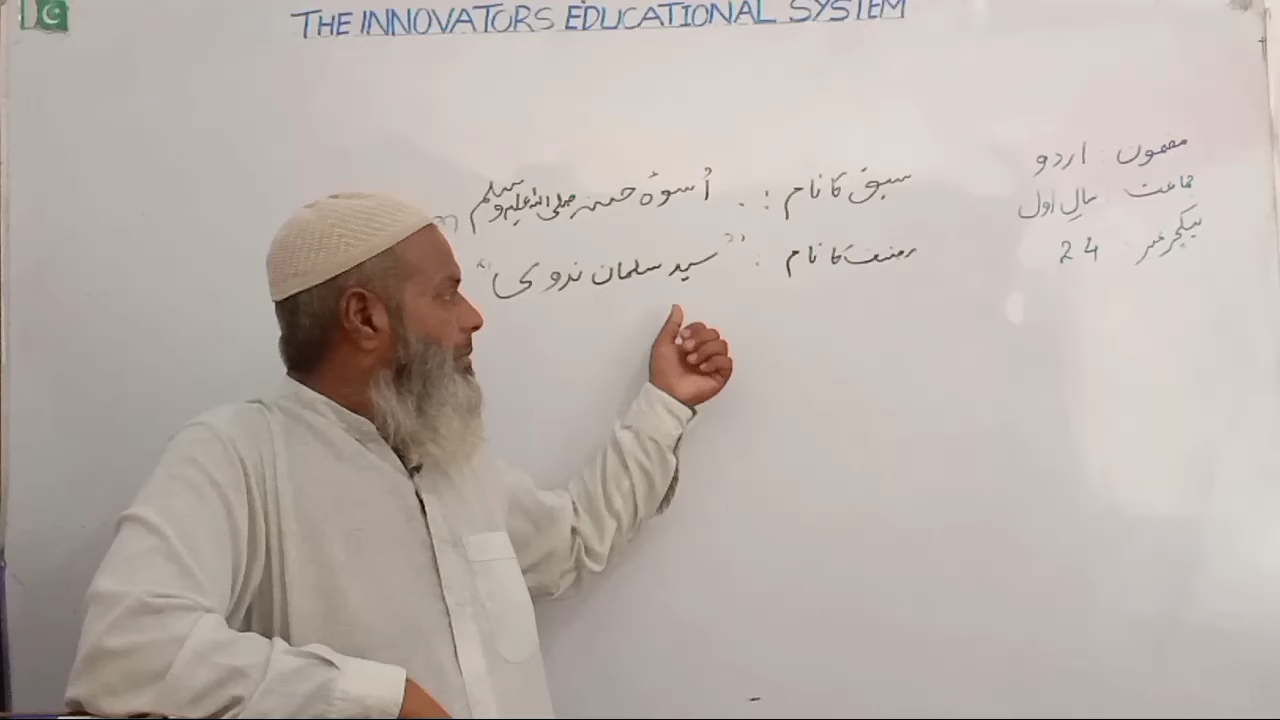 THE INNOVATORS EDUCATIONAL SYSTEM
مضمون : اردو
جماعت سالِ اول
لیکچر نمبر 24
سبق کا نام : اُسوۂ حسنہ صلی اللہ علیہ وسلم
مصنف کا نام : "سید سلمان ندوی"